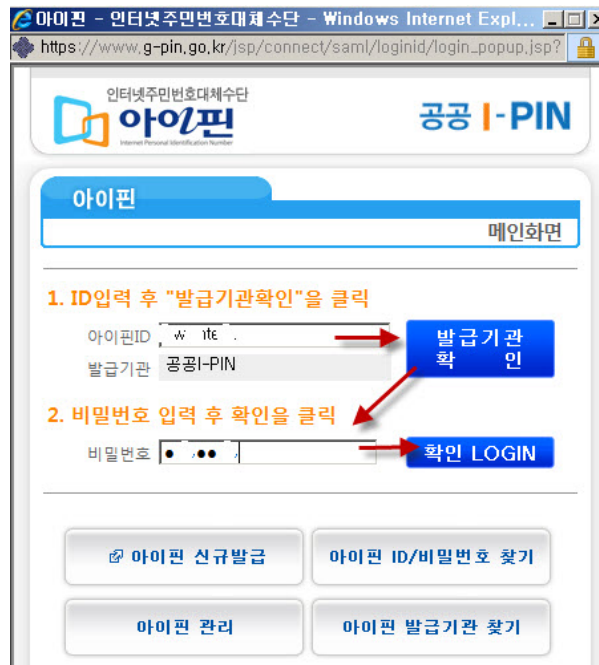 아이핀 - 인터넷주민번호대체수단 - Windows Internet Expl...
https://www.g-pin.go.kr/jsp/connect/saml/loginid/login_popup.jsp?
인터넷주민번호대체수단
아이핀
Internet Personal Identification Number
공공 I-PIN
아이핀
메인화면
1. ID입력 후 "발급기관확인"을 클릭
아이핀ID
발급기관
확 인
발급기관 공공I-PIN
2. 비밀번호 입력 후 확인을 클릭
비밀번호
확인 LOGIN
아이핀 신규발급
아이핀 ID/비밀번호 찾기
아이핀 관리
아이핀 발급기관 찾기